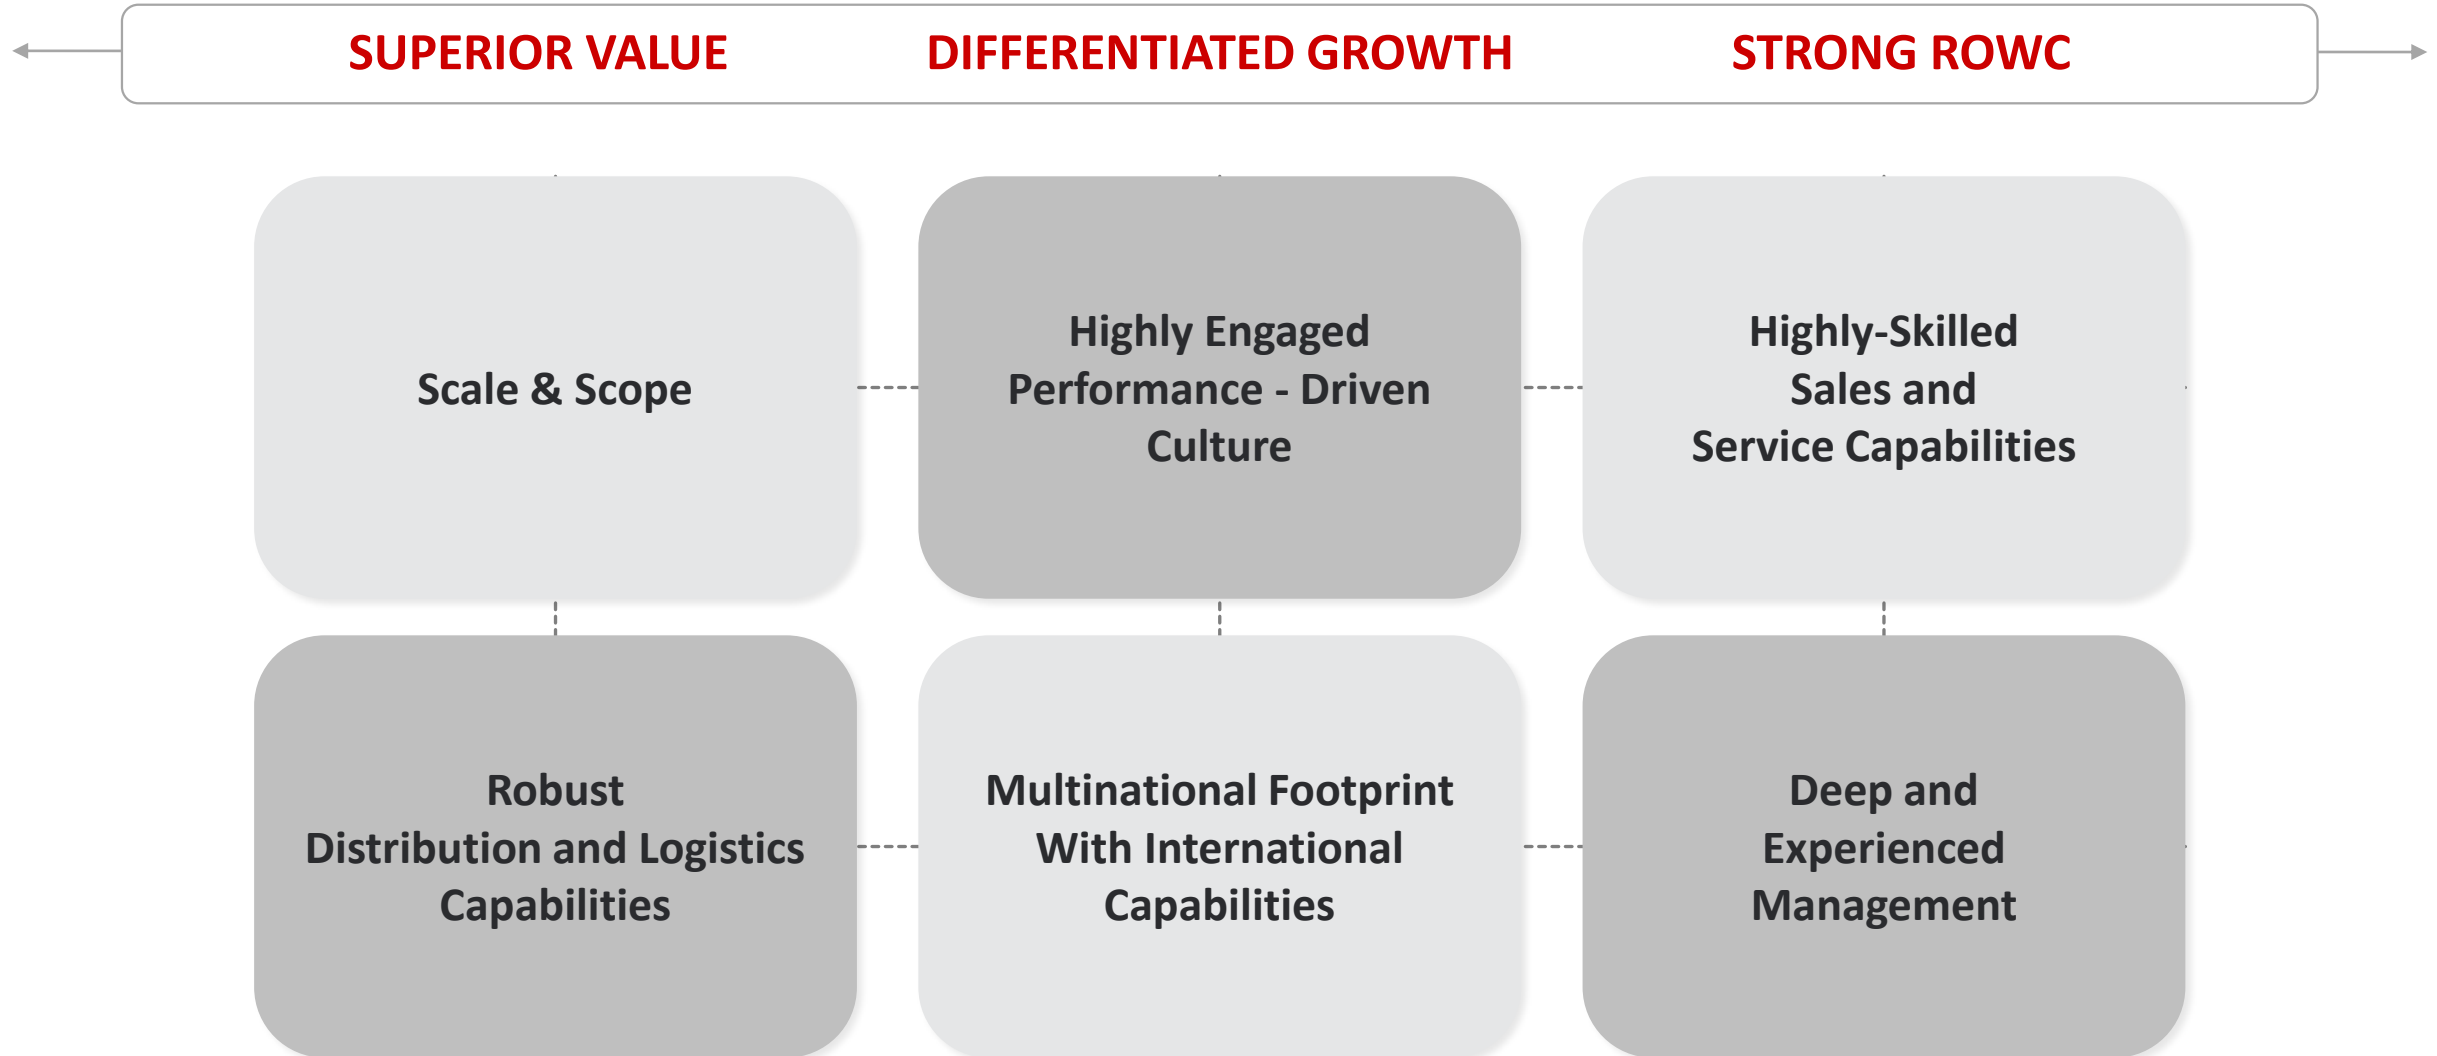 SUPERIOR VALUE DIFFERENTIATED GROWTH STRONG ROWC
Scale & Scope
Highly Engaged
Performance - Driven
Culture
Highly-Skilled
Sales and
Service Capabilities
Robust
Distribution and Logistics
Capabilities
Multinational Footprint
With International
Capabilities
Deep and
Experienced
Management